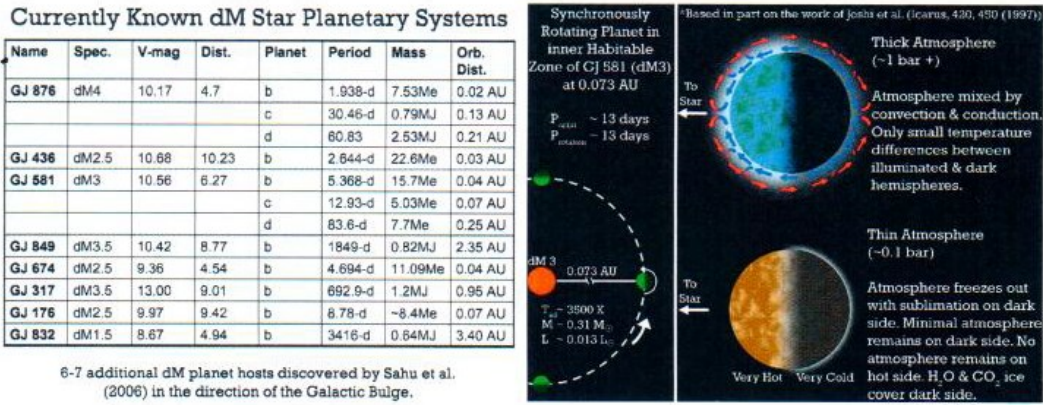 Currently Known dM Star Planetary Systems
Name Spec. V-mag Dist. Planet Period Mass Orb. Dist.
GJ 876 dM4 10.17 4.7 b 1.938-d 7.53Me 0.02 AU
c 30.46-d 0.79MJ 0.13 AU
d 60.83 2.53MJ 0.21 AU
GJ 436 dM2.5 10.68 10.23 b 2.644-d 22.6Me 0.03 AU
GJ 581 dM3 10.56 6.27 b 5.368-d 15.7Me 0.04 AU
c 12.93-d 5.03Me 0.07 AU
d 83.6-d 7.7Me 0.25 AU
GJ 849 dM3.5 10.42 8.77 b 1849-d 0.82MJ 2.35 AU
GJ 674 dM2.5 9.36 4.54 b 4.694-d 11.09Me 0.04 AU
GJ 317 dM3.5 13.00 9.01 b 692.9-d 1.2MJ 0.95 AU
GJ 176 dM2.5 9.97 9.42 b 8.78-d ~8.4Me 0.07 AU
GJ 832 dM1.5 8.67 4.94 b 3416-d 0.64MJ 3.40 AU
6-7 additional dM planet hosts discovered by Sahu et al.
(2006) in the direction of the Galactic Bulge.
Synchronously
Rotating Planet in
inner Habitable
Zone of GJ 581 (dM3)
at 0.073 AU
P ~ 13 days
P ~ 13 days
dM 3
0.073 AU
T ~ 3500 K
M ~ 0.31 M☉
L ~ 0.013 L☉
*Based in part on the work of Joshi et al. (Icarus, 420, 450 (1997))
To
Star
Thick Atmosphere
(~1 bar +)
Atmosphere mixed by
convection & conduction.
Only small temperature
differences between
illuminated & dark
hemispheres.
To
Star
Very Hot Very Cold
Thin Atmosphere
(~0.1 bar)
Atmosphere freezes out
with sublimation on dark
side. Minimal atmosphere
remains on dark side. No
atmosphere remains on
hot side. H₂O & CO₂ ice
cover dark side.